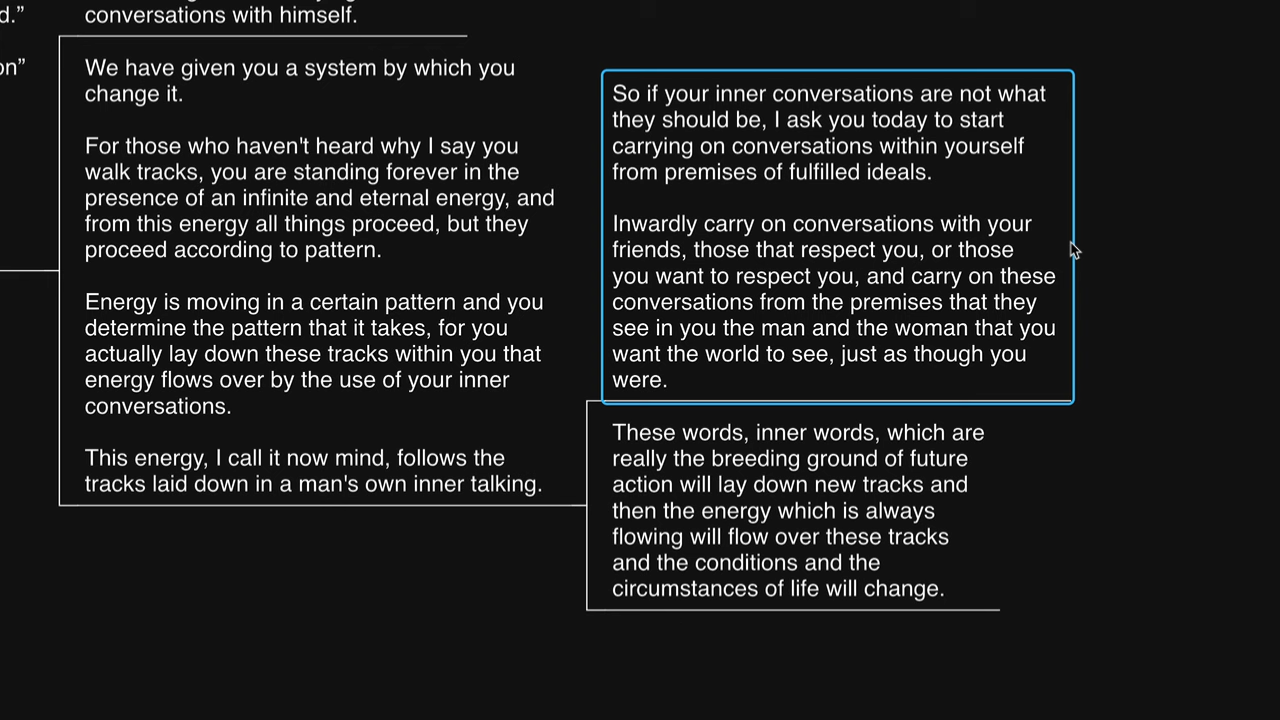 d.”
on”
conversations with himself.
We have given you a system by which you
change it.
For those who haven't heard why I say you
walk tracks, you are standing forever in the
presence of an infinite and eternal energy, and
from this energy all things proceed, but they
proceed according to pattern.
Energy is moving in a certain pattern and you
determine the pattern that it takes, for you
actually lay down these tracks within you that
energy flows over by the use of your inner
conversations.
This energy, I call it now mind, follows the
tracks laid down in a man's own inner talking.
So if your inner conversations are not what
they should be, I ask you today to start
carrying on conversations within yourself
from premises of fulfilled ideals.
Inwardly carry on conversations with your
friends, those that respect you, or those
you want to respect you, and carry on these
conversations from the premises that they
see in you the man and the woman that you
want the world to see, just as though you
were.
These words, inner words, which are
really the breeding ground of future
action will lay down new tracks and
then the energy which is always
flowing will flow over these tracks
and the conditions and the
circumstances of life will change.